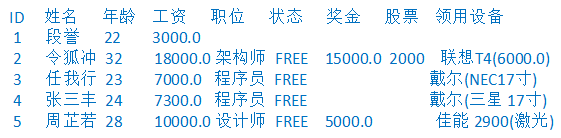 ID 姓名 年龄 工资 职位 状态 奖金 股票 领用设备
1 段誉 22 3000.0
2 令狐冲 32 18000.0 架构师 FREE 15000.0 2000 联想T4(6000.0)
3 任我行 23 7000.0 程序员 FREE 戴尔(NEC17寸)
4 张三丰 24 7300.0 程序员 FREE 戴尔(三星 17寸)
5 周芷若 28 10000.0 设计师 FREE 5000.0 佳能 2900(激光)